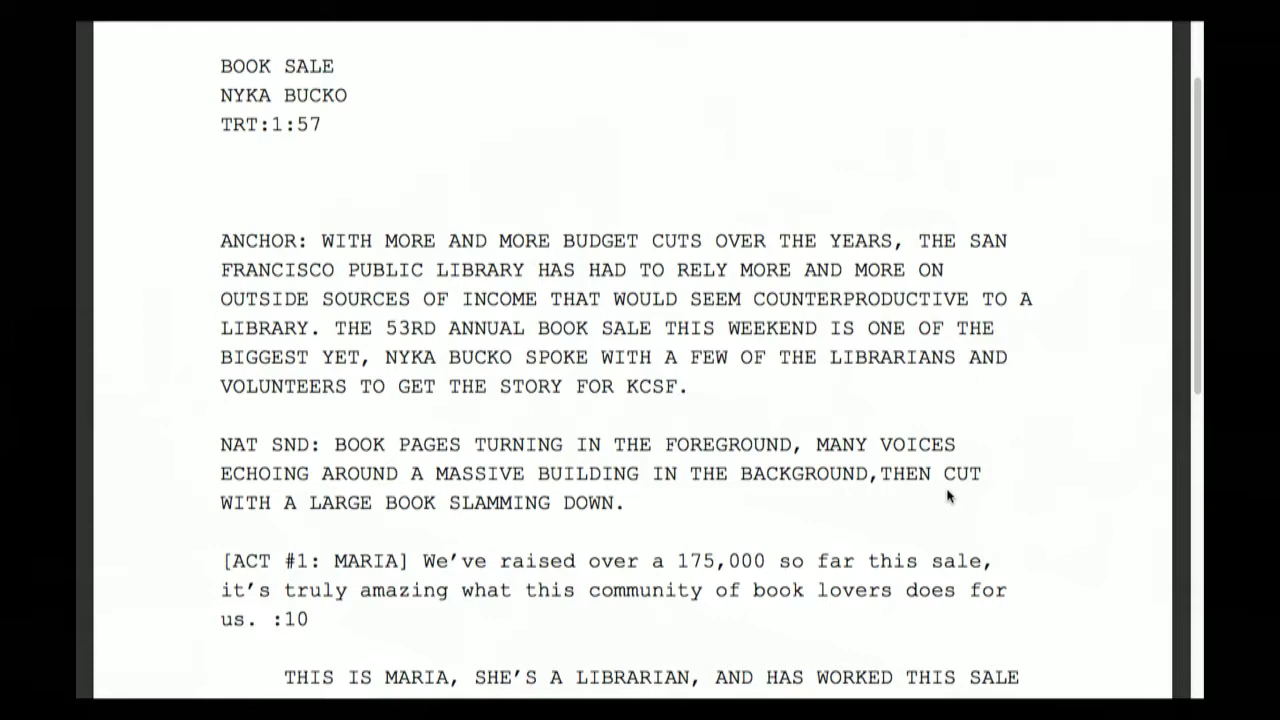 BOOK SALE
NYKA BUCKO
TRT:1:57
ANCHOR: WITH MORE AND MORE BUDGET CUTS OVER THE YEARS, THE SAN
FRANCISCO PUBLIC LIBRARY HAS HAD TO RELY MORE AND MORE ON
OUTSIDE SOURCES OF INCOME THAT WOULD SEEM COUNTERPRODUCTIVE TO A
LIBRARY. THE 53RD ANNUAL BOOK SALE THIS WEEKEND IS ONE OF THE
BIGGEST YET, NYKA BUCKO SPOKE WITH A FEW OF THE LIBRARIANS AND
VOLUNTEERS TO GET THE STORY FOR KCSF.
NAT SND: BOOK PAGES TURNING IN THE FOREGROUND, MANY VOICES
ECHOING AROUND A MASSIVE BUILDING IN THE BACKGROUND,THEN CUT
WITH A LARGE BOOK SLAMMING DOWN.
[ACT #1: MARIA] We’ve raised over a 175,000 so far this sale,
it’s truly amazing what this community of book lovers does for
us. :10
THIS IS MARIA, SHE’S A LIBRARIAN, AND HAS WORKED THIS SALE